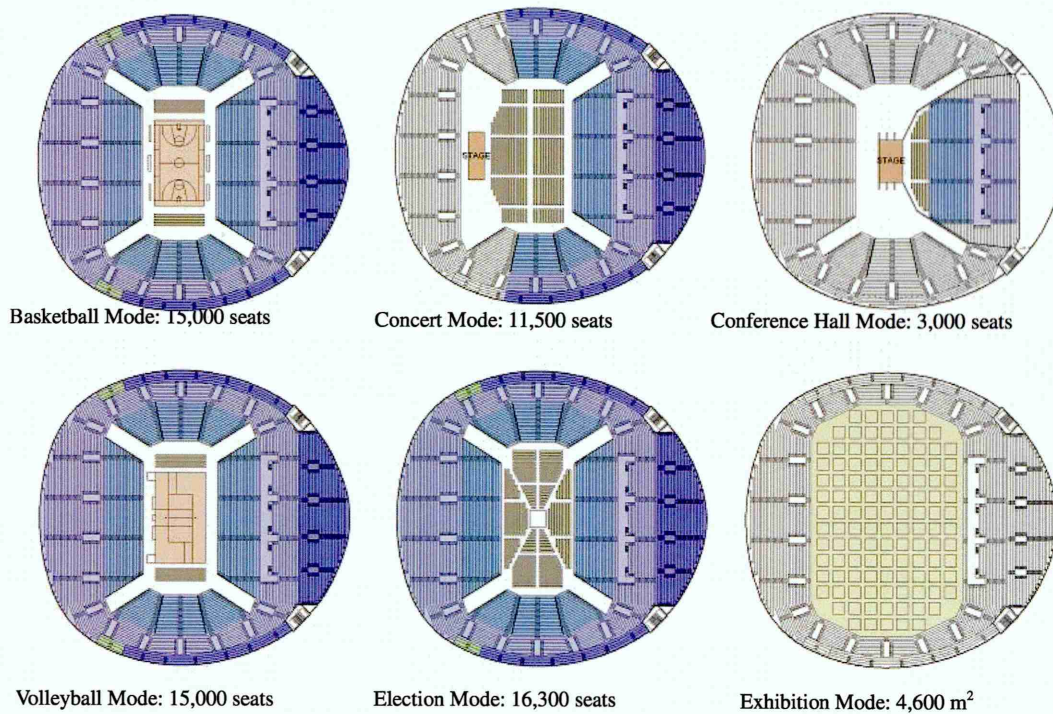 STAGE
STAGE
Basketball Mode: 15,000 seats
Concert Mode: 11,500 seats
Conference Hall Mode: 3,000 seats
Volleyball Mode: 15,000 seats
Election Mode: 16,300 seats
Exhibition Mode: 4,600 m²